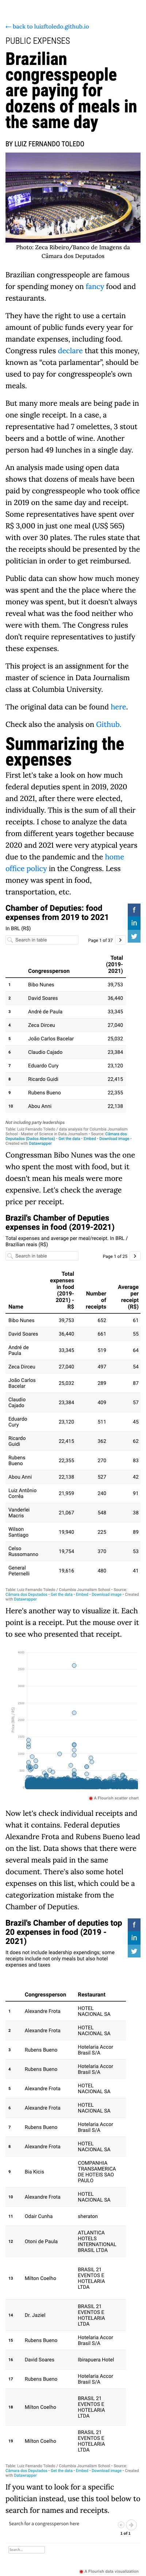 ← back to luizftoledo.github.io
PUBLIC EXPENSES
Brazilian
congresspeople
are paying for
dozens of meals in
the same day
BY LUIZ FERNANDO TOLEDO
Photo: Zeca Ribeiro/Banco de Imagens da
Câmara dos Deputados
Brazilian congresspeople are famous
for spending money on fancy food and
restaurants.
They have the right to use a certain
amount of public funds every year for
mandate expenses, including food.
Congress rules declare that this money,
known as "cota parlamentar", should be
used to pay for congresspeople's own
meals.
But many more meals are being paid in
one single receipt. In a case, a
representative had 7 omelettes, 3 stout
beers and a bottle of wine. Another
person had 49 lunches in a single day.
An analysis made using open data
shows that dozens of meals have been
paid by congresspeople who took office
in 2019 on the same day and receipt.
Some representatives have spent over
R$ 3,000 in just one meal (US$ 565)
with over 30 plates. The rules state that
the expenses must be made only by the
politician in order to get reimbursed.
Public data can show how much was
spent and the place where the money
was spent, but it doesn't always
reveal what was the food or who else
were with them. The Congress rules
don't require representatives to justify
these expenses.
This project is an assignment for the
master of science in Data Journalism
class at Columbia University.
The original data can be found here.
Check also the analysis on Github.
Summarizing the
expenses
First let's take a look on how much
federal deputies spent in 2019, 2020
and 2021, after there were elected,
individually. This is the sum of all their
receipts. I chose to analyze the data
from different years together because
2020 and 2021 were not very typical
years due to pandemic and the home
office policy in the Congress. Less
money was spent in food,
transportation, etc.
Chamber of Deputies: food
expenses from 2019 to 2021
In BRL (R$)
Search in table
Page 1 of 37
Total
(2019-
2021)
Congressperson
1 Bibo Nunes 39,753
2 David Soares 36,440
3 André de Paula 33,345
4 Zeca Dirceu 27,040
5 João Carlos Bacelar 25,032
6 Claudio Cajado 23,384
7 Eduardo Cury 23,120
8 Ricardo Guidi 22,415
9 Rubens Bueno 22,355
10 Abou Anni 22,138
Not including party leaderships
Table: Luiz Fernando Toledo / data analysis for Columbia Journalism
School - Master of Science in Data Journalism • Source: Câmara dos
Deputados (Dados Abertos) • Get the data • Embed • Download image •
Created with Datawrapper
Congressman Bibo Nunes was the one
who spent the most with food, but this
doesn't mean his meals were more
expensive. Let's check the average
price per receipt.
Brazil's Chamber of Deputies
expenses in food (2019-2021)
Total expenses and average per meal/receipt. In BRL /
Brazilian reais (R$)
Search in table
Page 1 of 25
Total
expenses
in food
(2019-
2021) -
R$
Number
of
receipts
Average
per
receipt
(R$)
Name
Bibo Nunes 39,753 652 61
David Soares 36,440 661 55
André de
Paula 33,345 519 64
Zeca Dirceu 27,040 497 54
João Carlos
Bacelar 25,032 289 87
Claudio
Cajado 23,384 409 57
Eduardo
Cury 23,120 511 45
Ricardo
Guidi 22,415 362 62
Rubens
Bueno 22,355 270 83
Abou Anni 22,138 527 42
Luiz Antônio
Corrêa 21,959 240 91
Vanderlei
Macris 21,067 548 38
Wilson
Santiago 19,940 225 89
Celso
Russomanno 19,754 370 53
General
Peternelli 19,616 480 41
Table: Luiz Fernando Toledo / Columbia Journalism School • Source:
Câmara dos Deputados • Get the data • Embed • Download image • Created
with Datawrapper
Here's another way to visualize it. Each
point is a receipt. Put the mouse over it
to see who presented that receipt.
A Flourish scatter chart
Now let's check individual receipts and
what it contains. Federal deputies
Alexandre Frota and Rubens Bueno lead
on the list. Data shows that there were
several meals paid in the same
document. There's also some hotel
expenses on this list, which could be a
categorization mistake from the
Chamber of Deputies.
Brazil's Chamber of deputies top
20 expenses in food (2019 -
2021)
It does not include leadership expending; some
receipts include not only meals but also hotel
expenses and taxes
Congressperson Restaurant
1 Alexandre Frota HOTEL
NACIONAL SA
2 Alexandre Frota HOTEL
NACIONAL SA
3 Rubens Bueno Hotelaria Accor
Brasil S/A
4 Rubens Bueno Hotelaria Accor
Brasil S/A
5 Alexandre Frota HOTEL
NACIONAL SA
6 Alexandre Frota HOTEL
NACIONAL SA
7 Rubens Bueno Hotelaria Accor
Brasil S/A
8 Alexandre Frota HOTEL
NACIONAL SA
9 Bia Kicis COMPANHIA
TRANSAMERICA
DE HOTEIS SAO
PAULO
10 Alexandre Frota HOTEL
NACIONAL SA
11 Odair Cunha sheraton
12 Otoni de Paula ATLANTICA
HOTELS
INTERNATIONAL
BRASIL LTDA
13 Milton Coelho BRASIL 21
EVENTOS E
HOTELARIA
LTDA
14 Dr. Jaziel BRASIL 21
EVENTOS E
HOTELARIA
LTDA
15 Rubens Bueno Hotelaria Accor
Brasil S/A
16 David Soares Ibirapuera Hotel
17 Rubens Bueno Hotelaria Accor
Brasil S/A
18 Milton Coelho BRASIL 21
EVENTOS E
HOTELARIA
LTDA
19 Milton Coelho BRASIL 21
EVENTOS E
HOTELARIA
LTDA
Table: Luiz Fernando Toledo / Columbia Journalism School • Source:
Câmara dos Deputados • Get the data • Embed • Download image • Created
with Datawrapper
If you want to look for a specific
politician instead, use this tool below to
search for names and receipts.
Search for a congressperson here
1 of 1
A Flourish data visualization